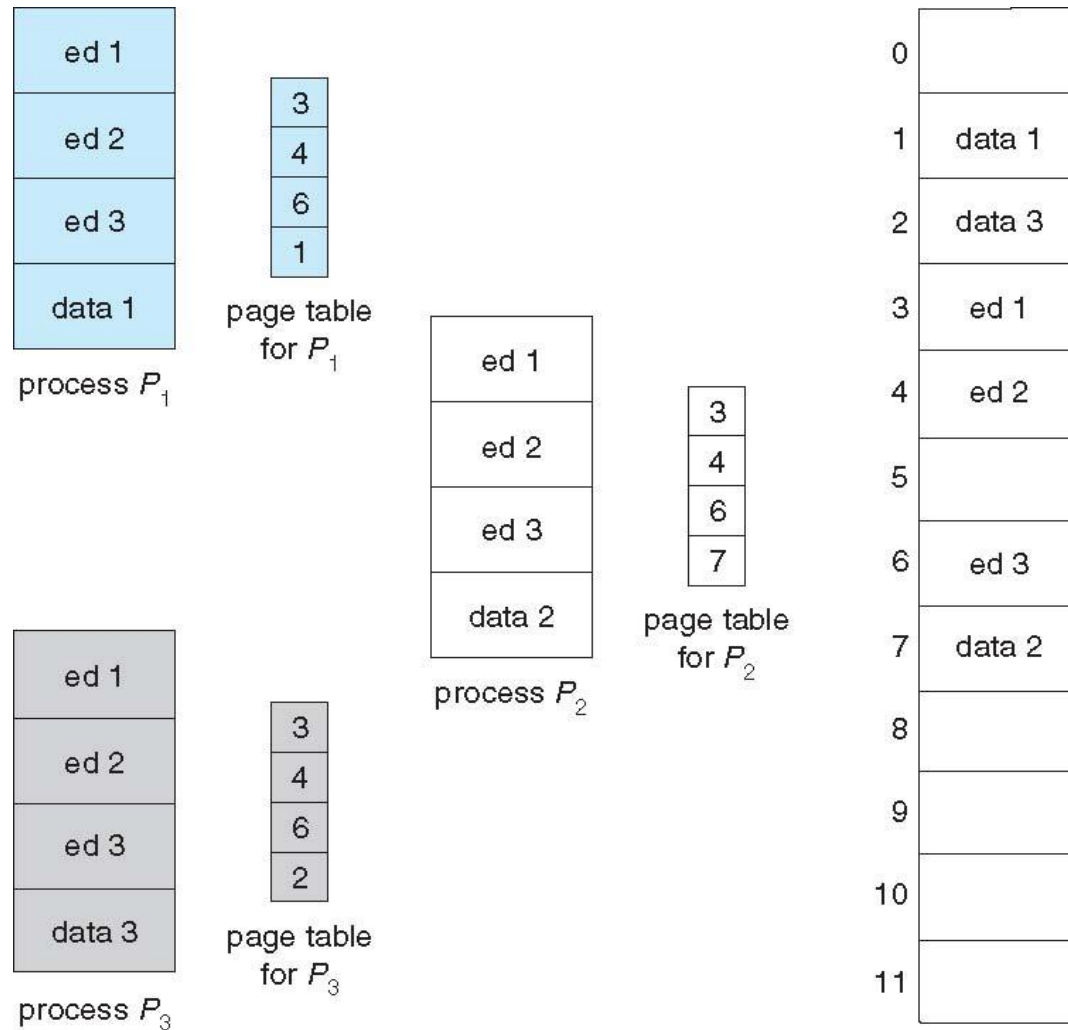 ed 1
ed 2
ed 3
data 1
process P1
3
4
6
1
page table
for P1
ed 1
ed 2
ed 3
data 2
process P2
3
4
6
7
page table
for P2
ed 1
ed 2
ed 3
data 3
process P3
3
4
6
2
page table
for P3
0
1 data 1
2 data 3
3 ed 1
4 ed 2
5
6 ed 3
7 data 2
8
9
10
11